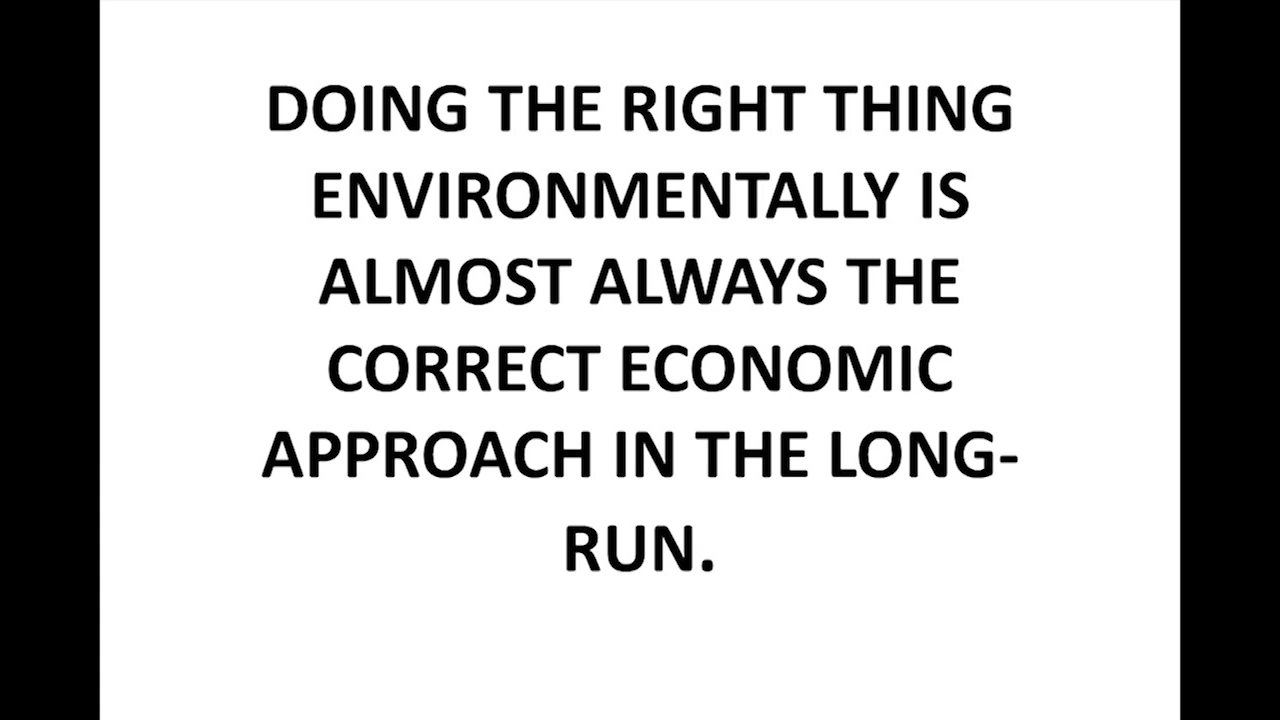 DOING THE RIGHT THING
ENVIRONMENTALLY IS
ALMOST ALWAYS THE
CORRECT ECONOMIC
APPROACH IN THE LONG-
RUN.